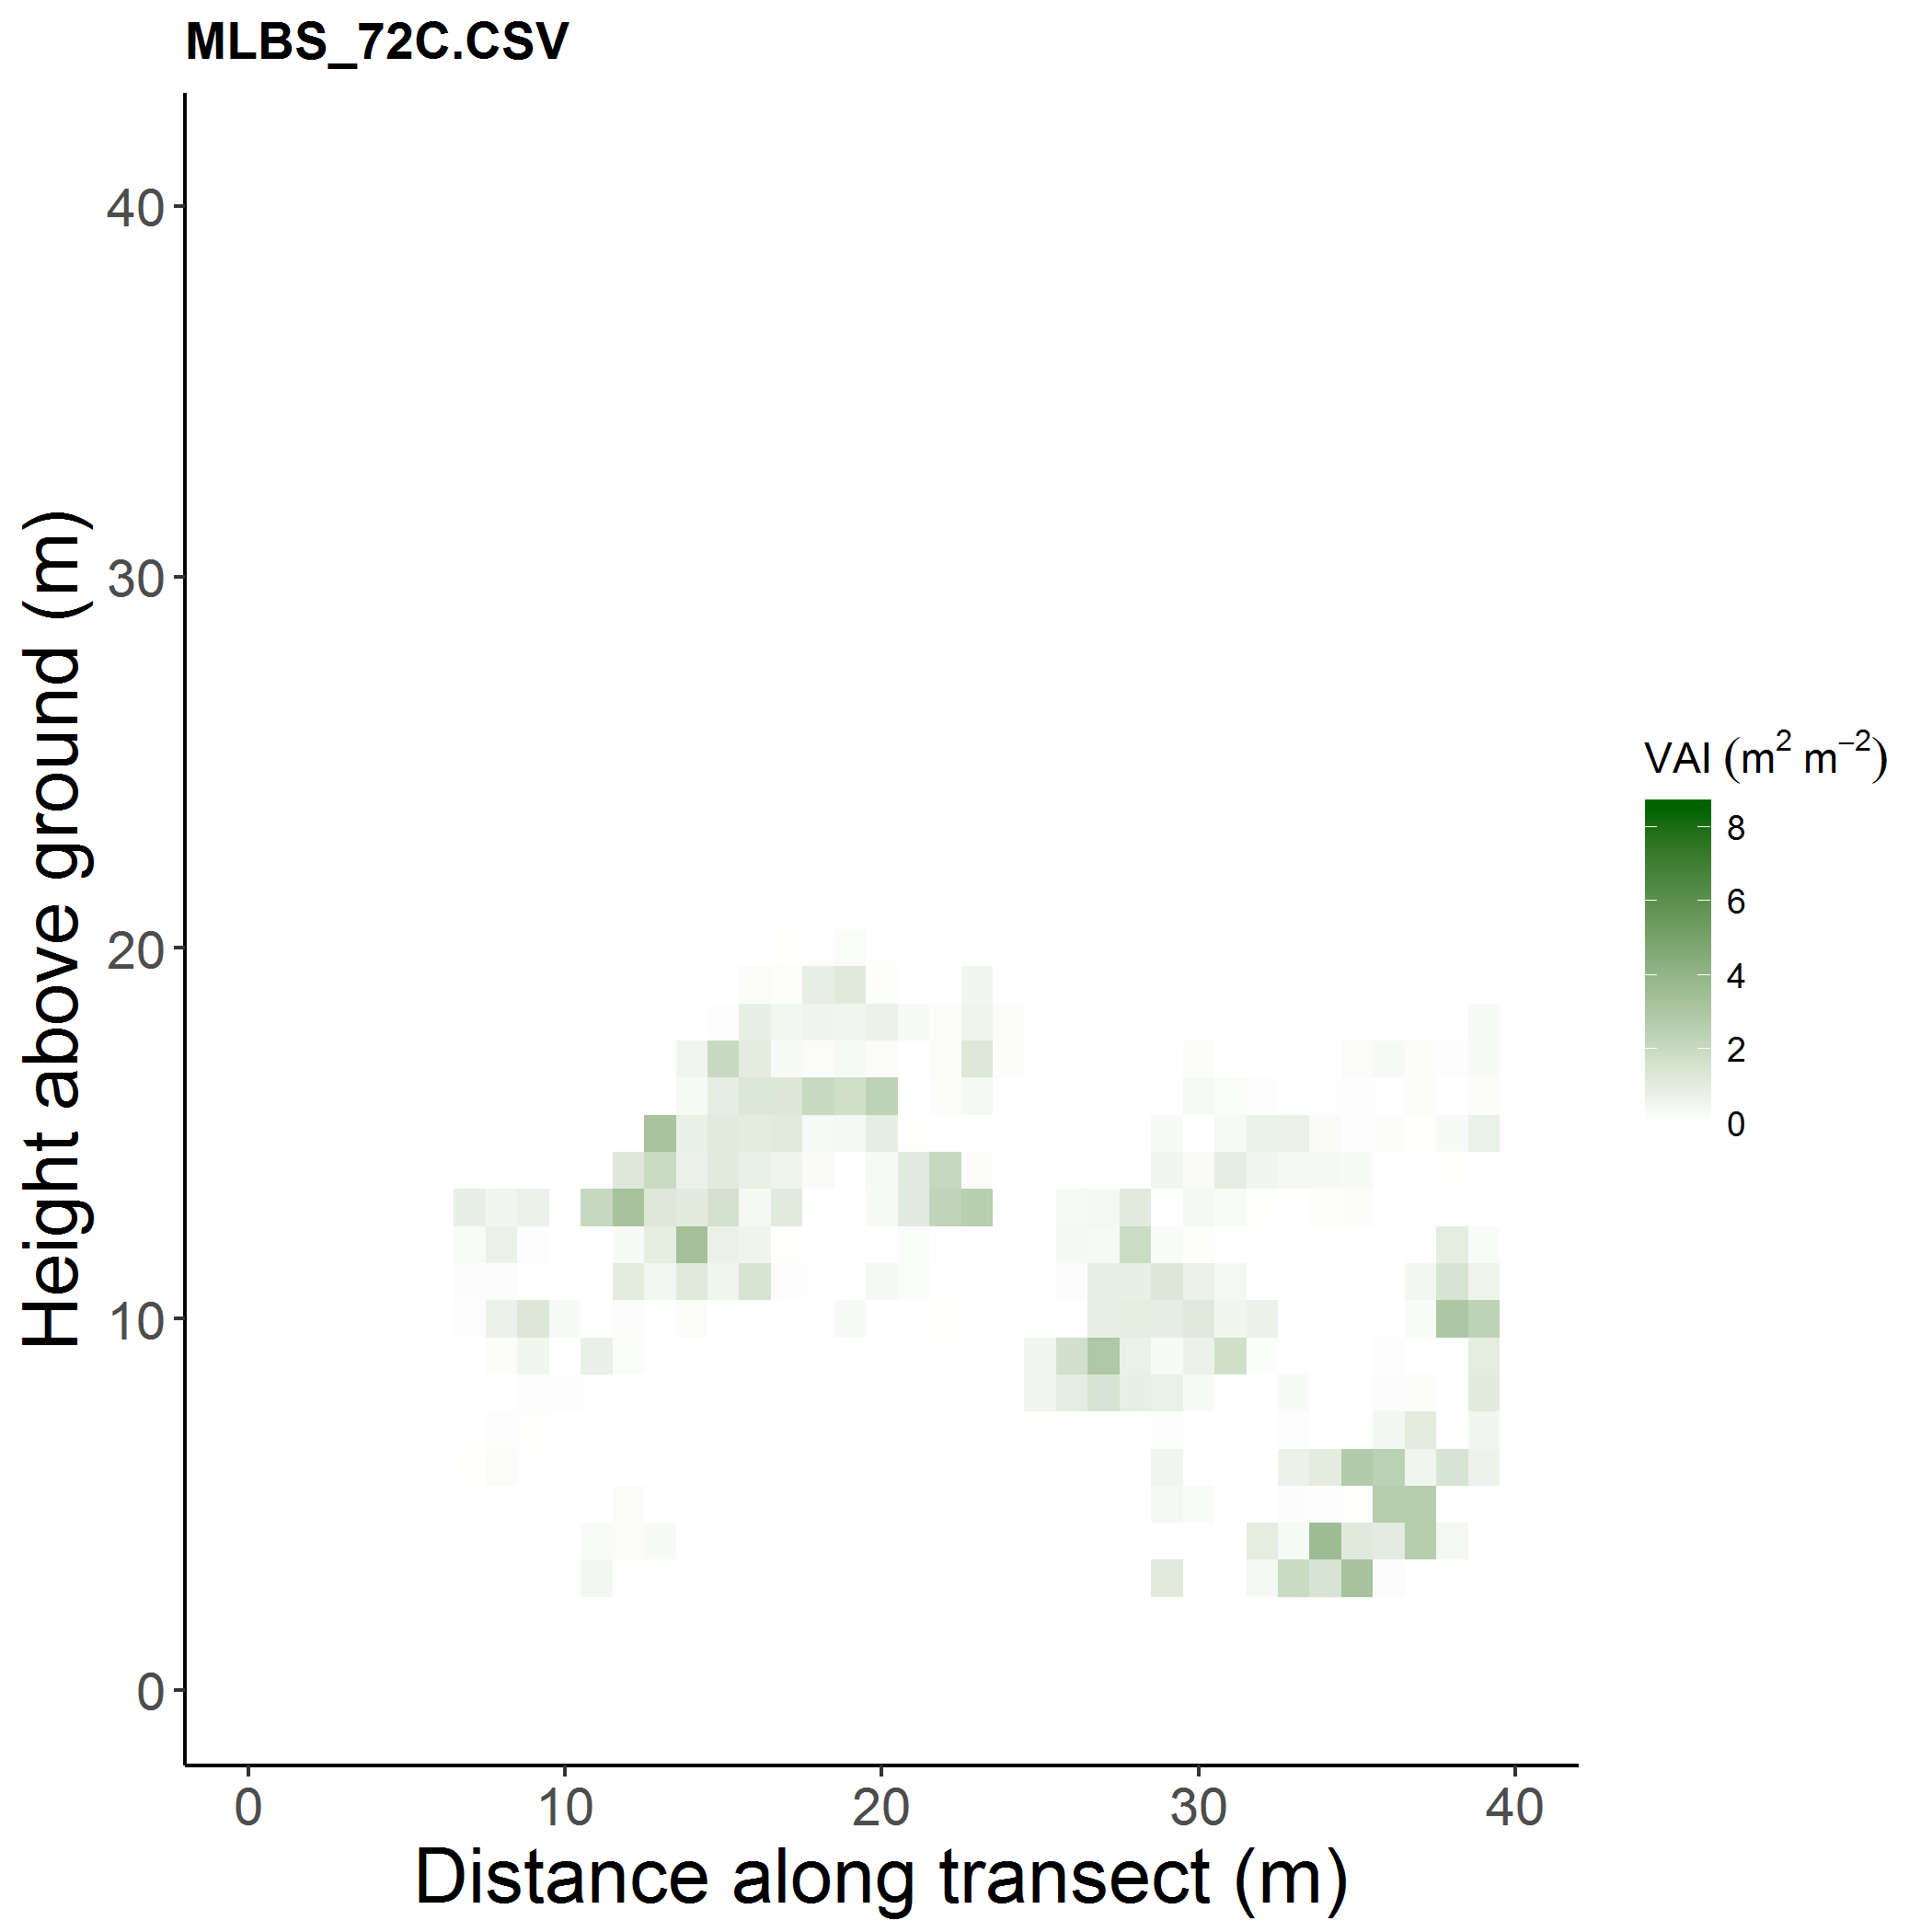 MLBS_72C.CSV
Height above ground (m)
40
30
20
10
0
0 10 20 30 40
Distance along transect (m)
VAI (m² m⁻²)
8
6
4
2
0